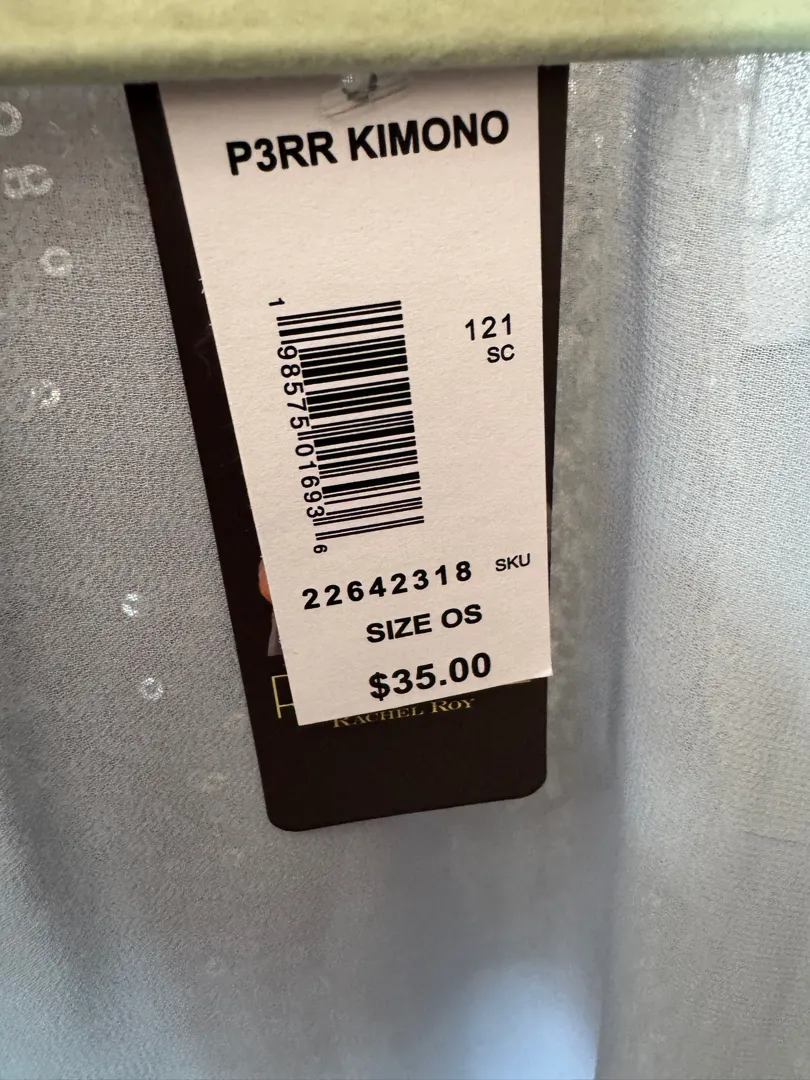 P3RR KIMONO
121
SC
1 98575 01693 6
22642318 SKU
SIZE OS
$35.00
RACHEL ROY